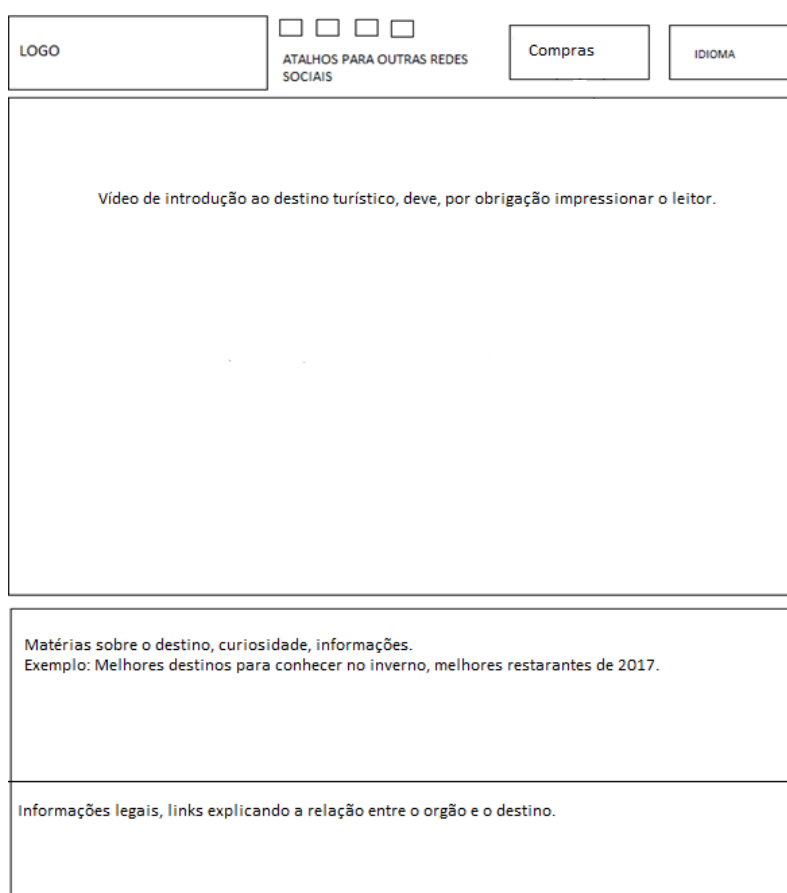 LOGO
ATALHOS PARA OUTRAS REDES
SOCIAIS
Compras
IDIOMA
Vídeo de introdução ao destino turístico, deve, por obrigação impressionar o leitor.
Matérias sobre o destino, curiosidade, informações.
Exemplo: Melhores destinos para conhecer no inverno, melhores restarantes de 2017.
Informações legais, links explicando a relação entre o orgão e o destino.